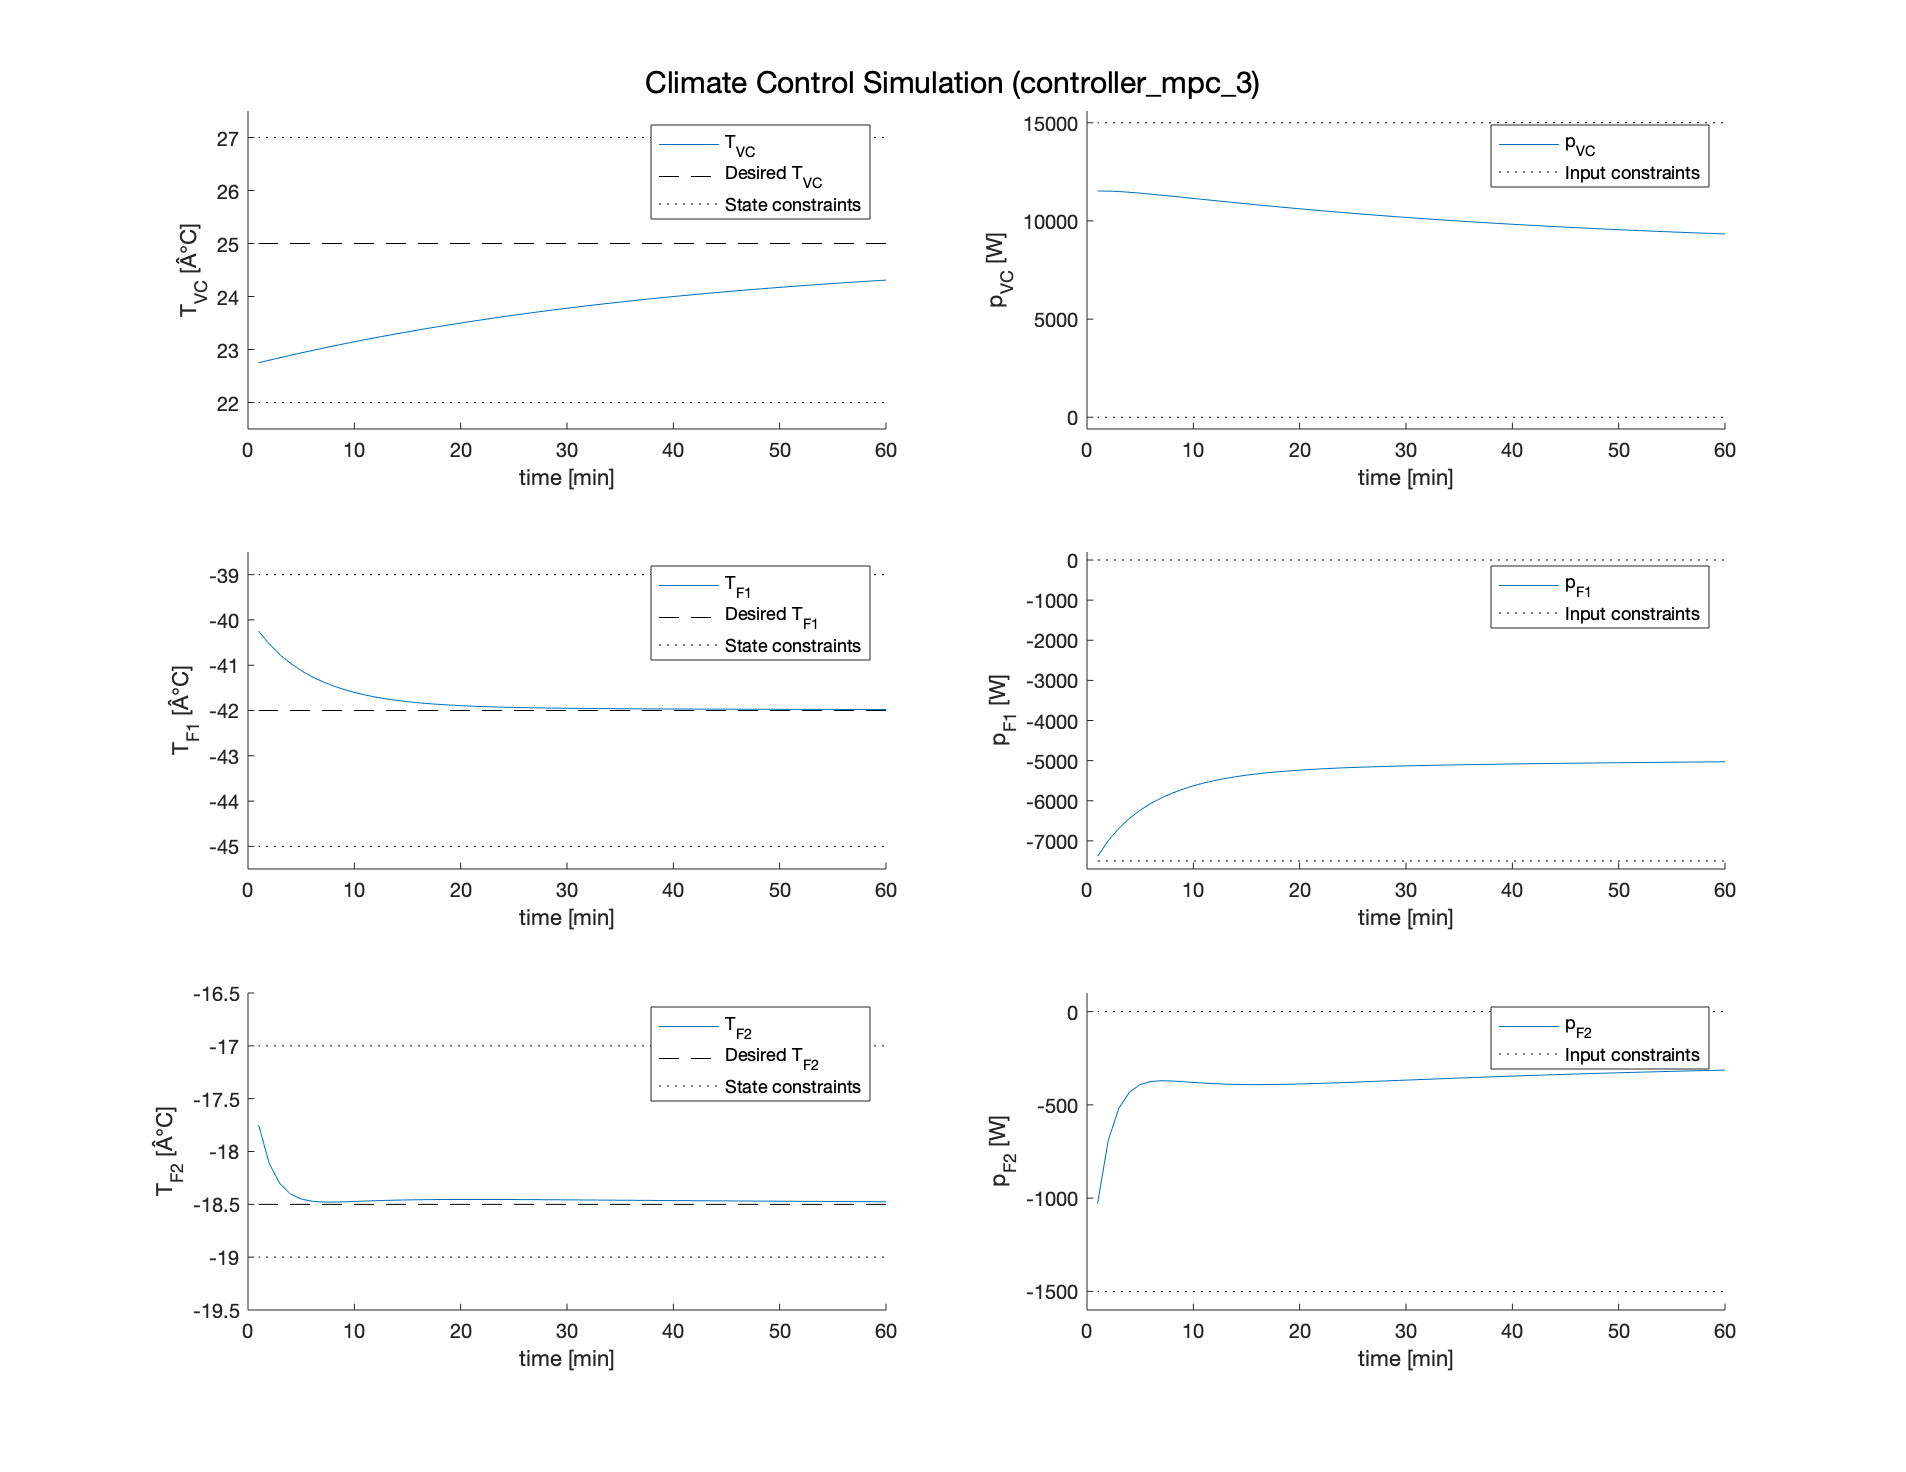 Climate Control Simulation (controller_mpc_3)
27
26
25
24
23
22
T_VC [Â°C]
0 10 20 30 40 50 60
time [min]
T_VC
Desired T_VC
State constraints
15000
10000
5000
0
p_VC [W]
0 10 20 30 40 50 60
time [min]
p_VC
Input constraints
-39
-40
-41
-42
-43
-44
-45
T_F1 [Â°C]
0 10 20 30 40 50 60
time [min]
T_F1
Desired T_F1
State constraints
0
-1000
-2000
-3000
-4000
-5000
-6000
-7000
p_F1 [W]
0 10 20 30 40 50 60
time [min]
p_F1
Input constraints
-16.5
-17
-17.5
-18
-18.5
-19
-19.5
T_F2 [Â°C]
0 10 20 30 40 50 60
time [min]
T_F2
Desired T_F2
State constraints
0
-500
-1000
-1500
p_F2 [W]
0 10 20 30 40 50 60
time [min]
p_F2
Input constraints